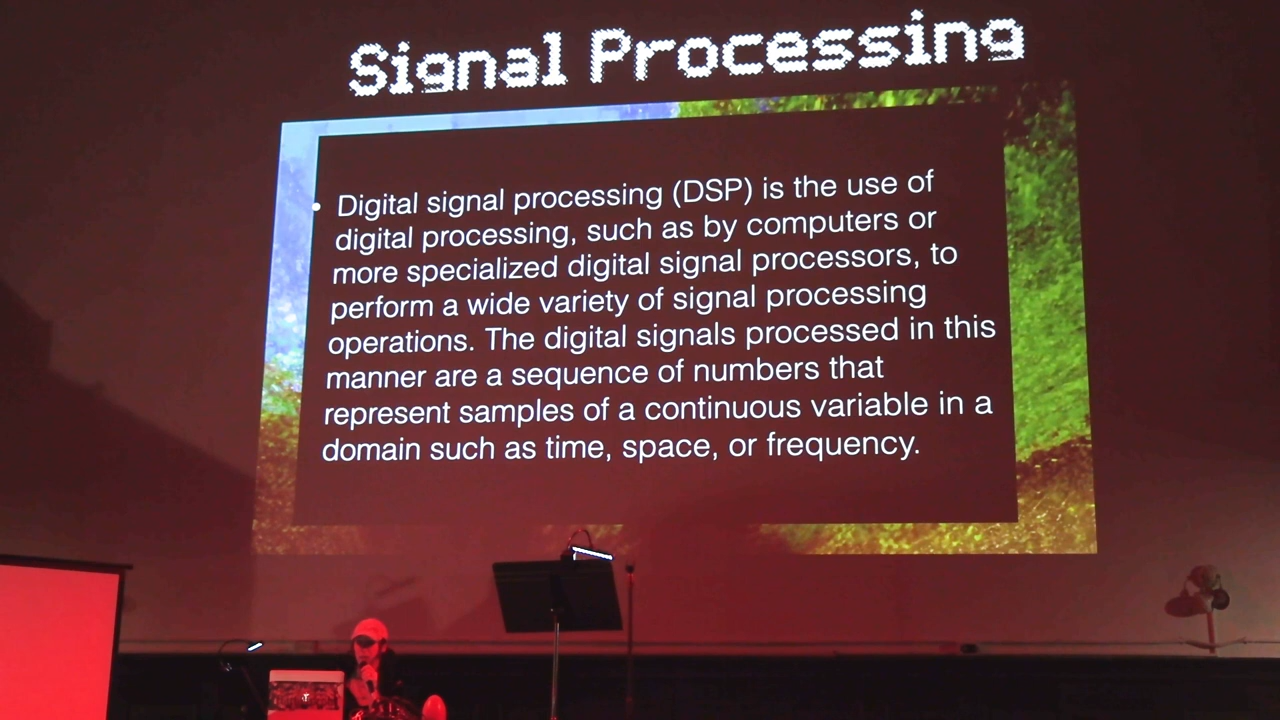 Signal Processing
• Digital signal processing (DSP) is the use of
digital processing, such as by computers or
more specialized digital signal processors, to
perform a wide variety of signal processing
operations. The digital signals processed in this
manner are a sequence of numbers that
represent samples of a continuous variable in a
domain such as time, space, or frequency.